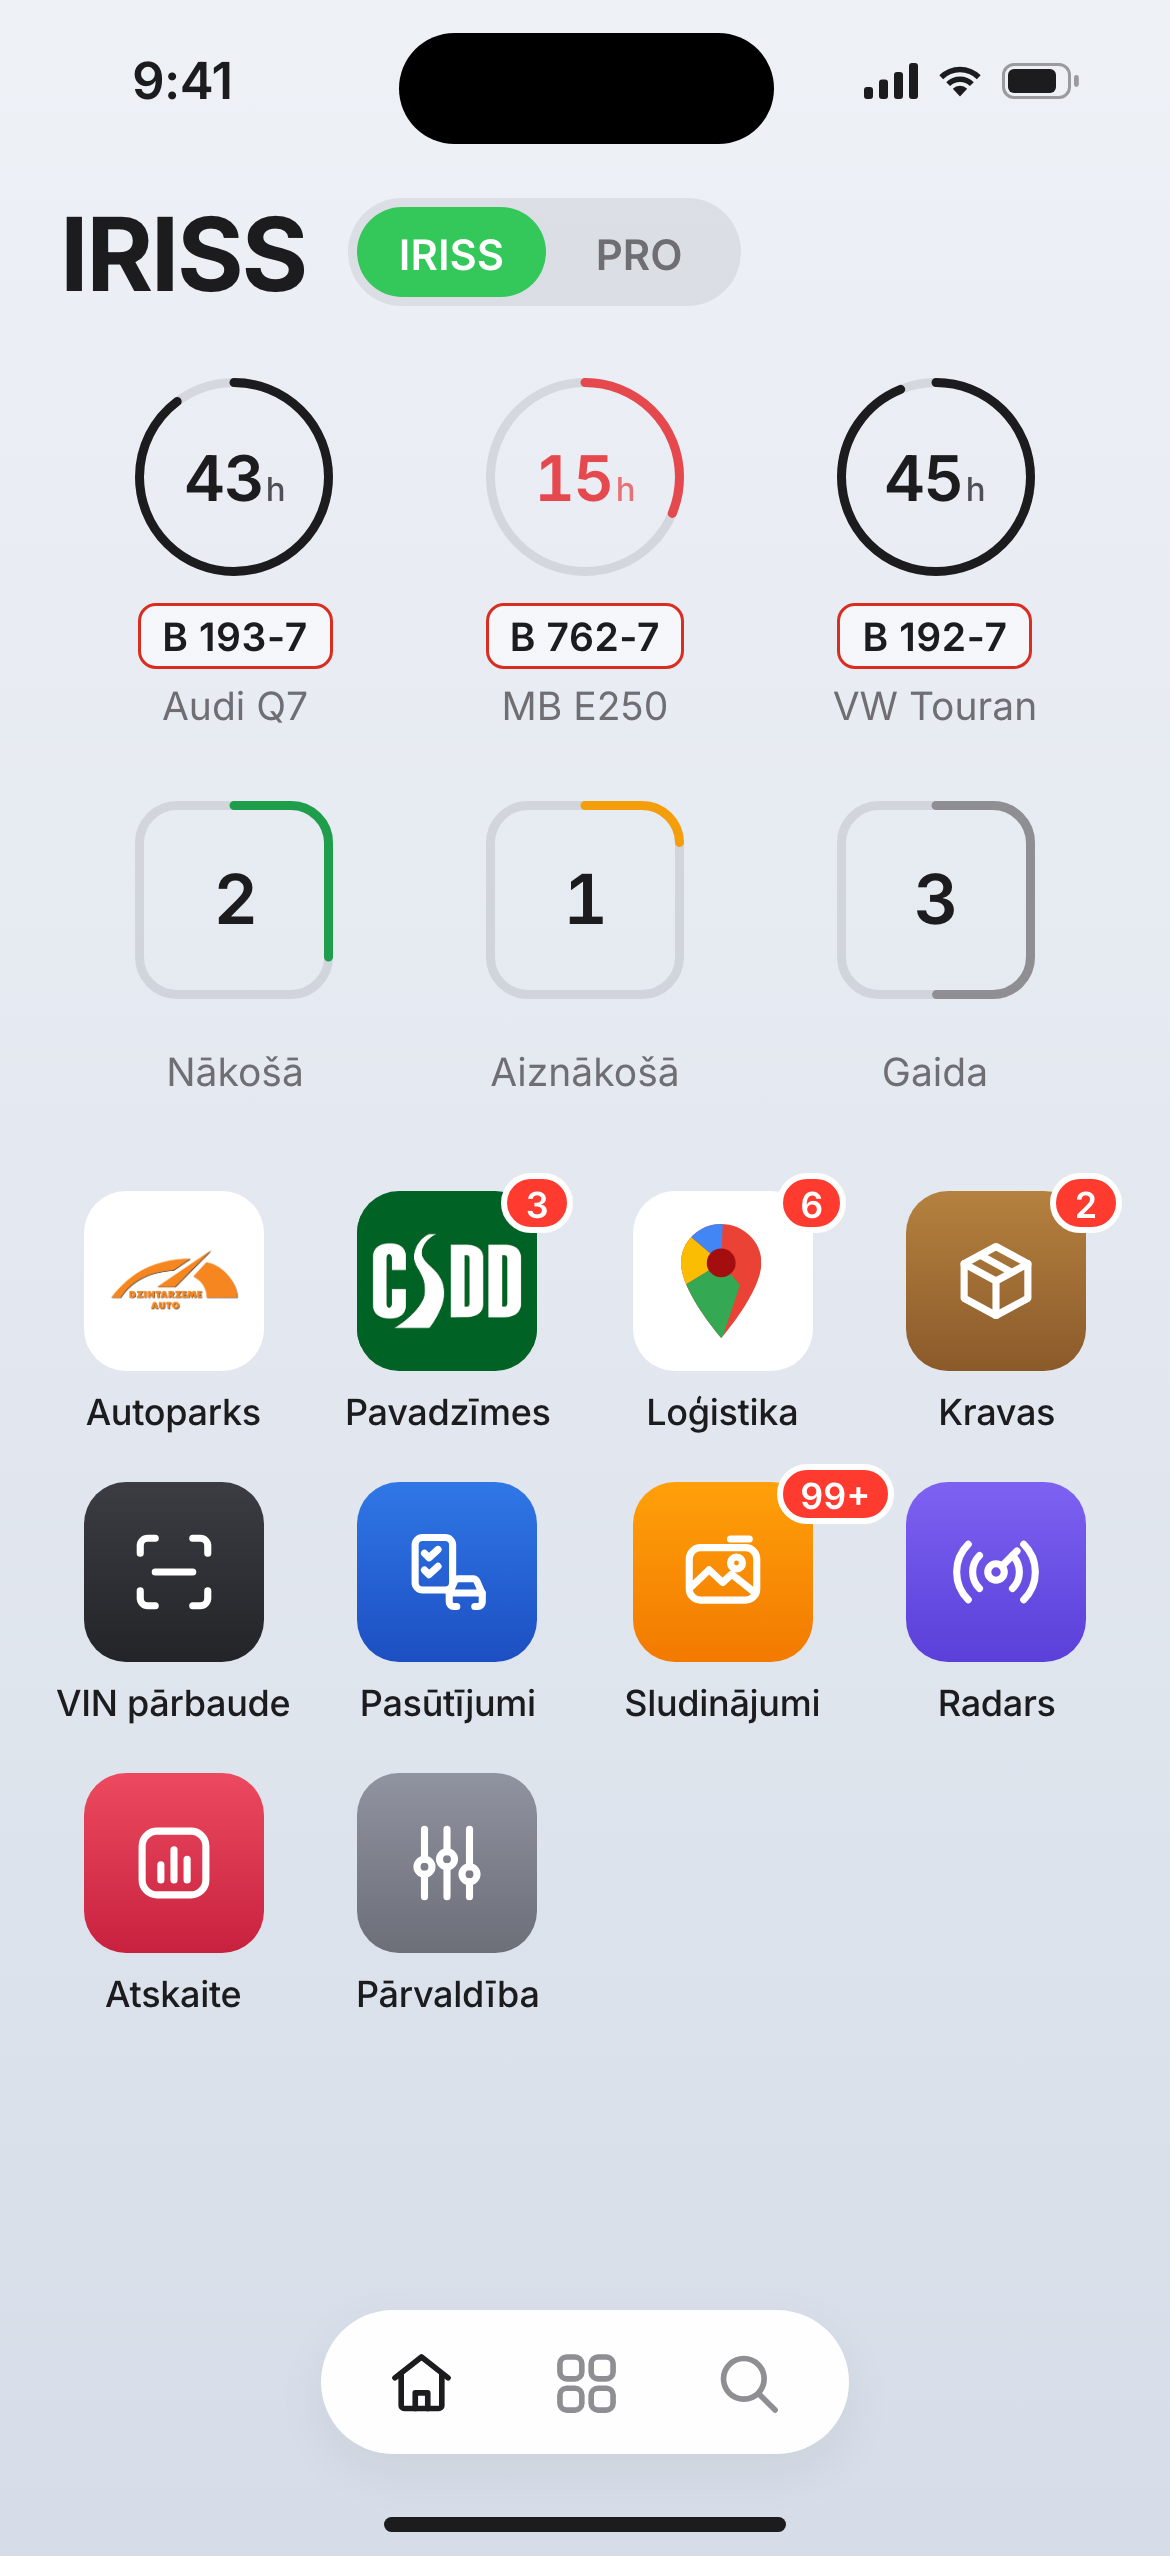 9:41
IRISS
IRISS PRO
43h 15h 45h
B 193-7 B 762-7 B 192-7
Audi Q7 MB E250 VW Touran
2 1 3
Nākošā Aiznākošā Gaida
3 6 2
DZINTARZEME
AUTO
CSDD
Autoparks Pavadzīmes Loģistika Kravas
99+
VIN pārbaude Pasūtījumi Sludinājumi Radars
Atskaite Pārvaldība